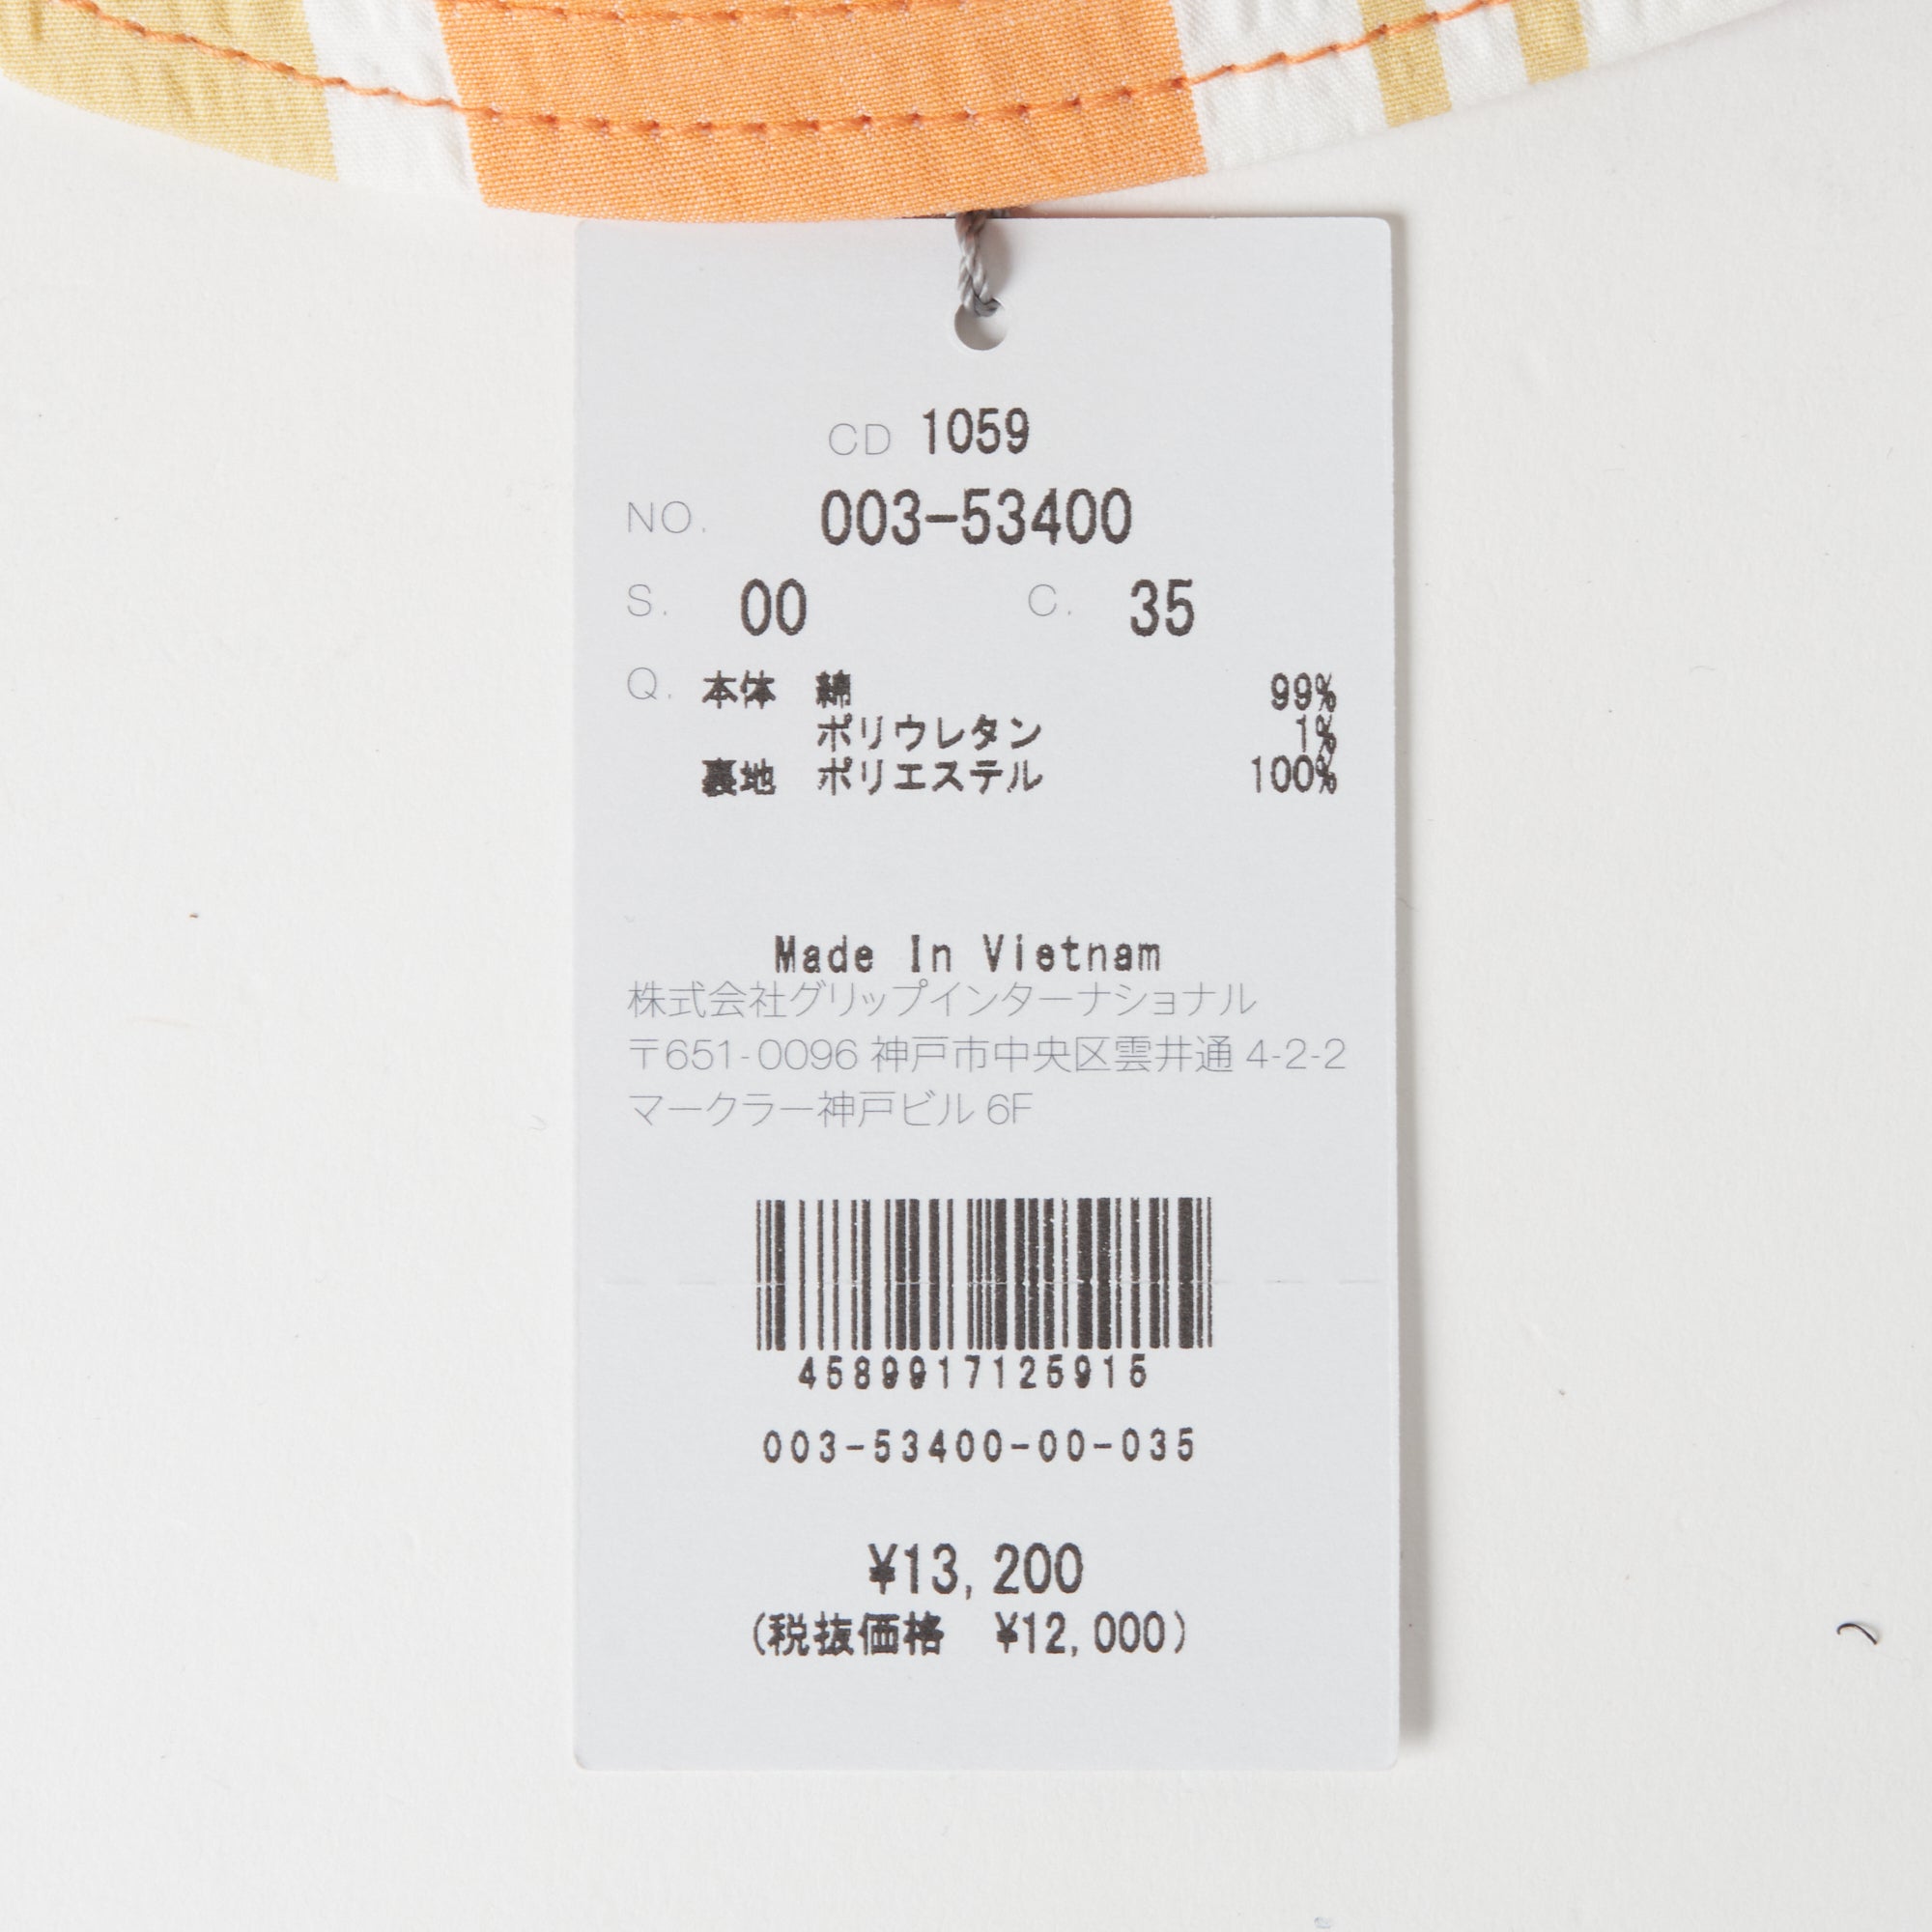 CD 1059
NO. 003-53400
S. 00 C. 35
Q. 本体 綿 99%
ポリウレタン 1%
裏地 ポリエステル 100%
Made In Vietnam
株式会社グリップインターナショナル
〒651-0096 神戸市中央区雲井通 4-2-2
マークラー神戸ビル 6F
4589917125915
003-53400-00-035
¥13,200
(税抜価格 ¥12,000)